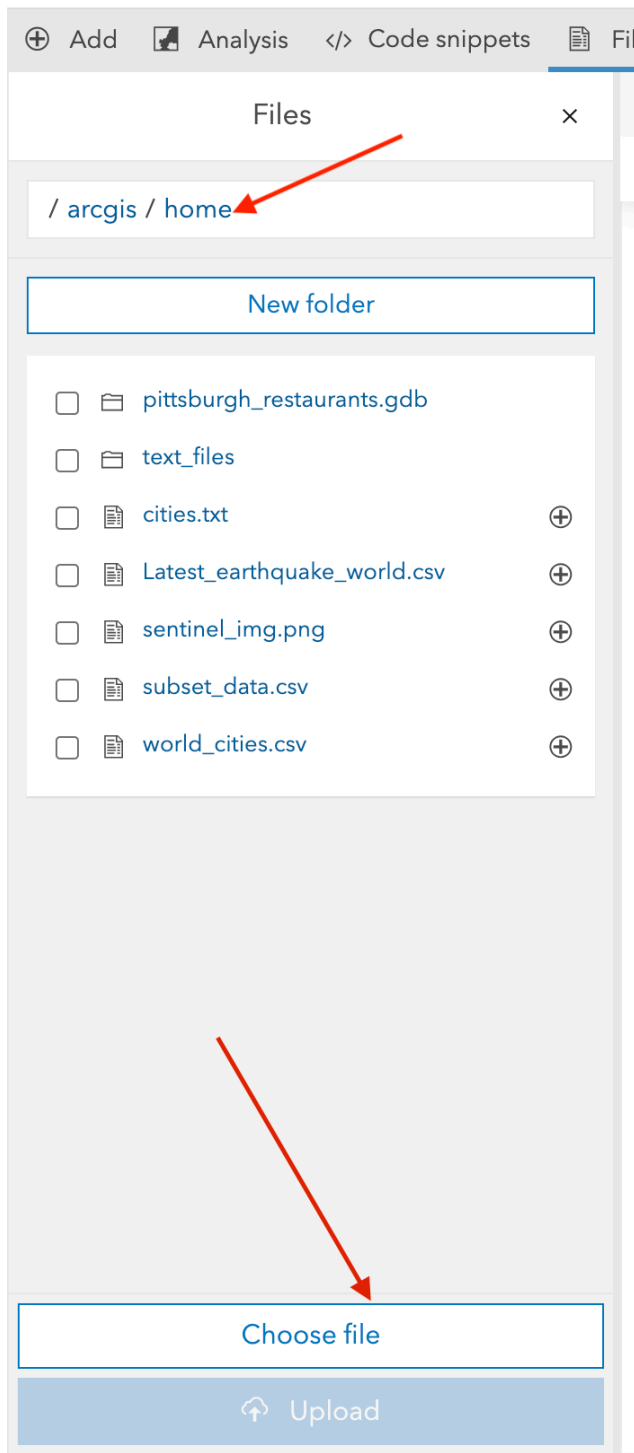 Add Analysis </> Code snippets Fil
Files ×
/ arcgis / home
New folder
pittsburgh_restaurants.gdb
text_files
cities.txt
Latest_earthquake_world.csv
sentinel_img.png
subset_data.csv
world_cities.csv
Choose file
Upload